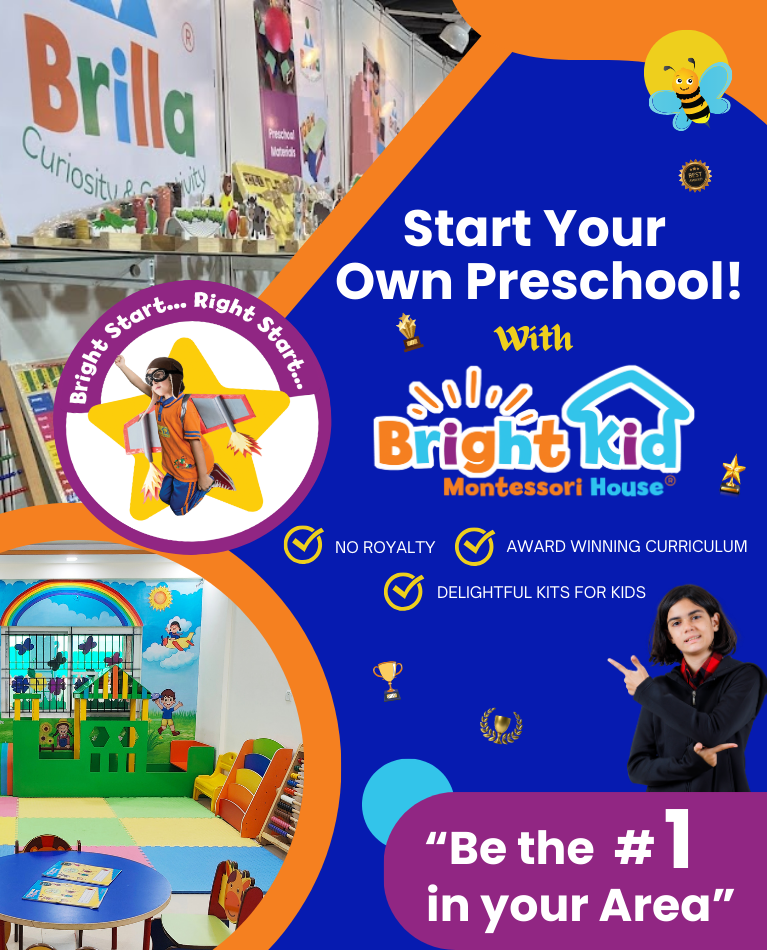 Brilla®
Curiosity & Creativity
Preschool
Materials
BEST
Start Your
Own Preschool!
With
Bright Start... Right Start...
Bright Kid
Montessori House®
NO ROYALTY
AWARD WINNING CURRICULUM
DELIGHTFUL KITS FOR KIDS
“Be the #1
in your Area”